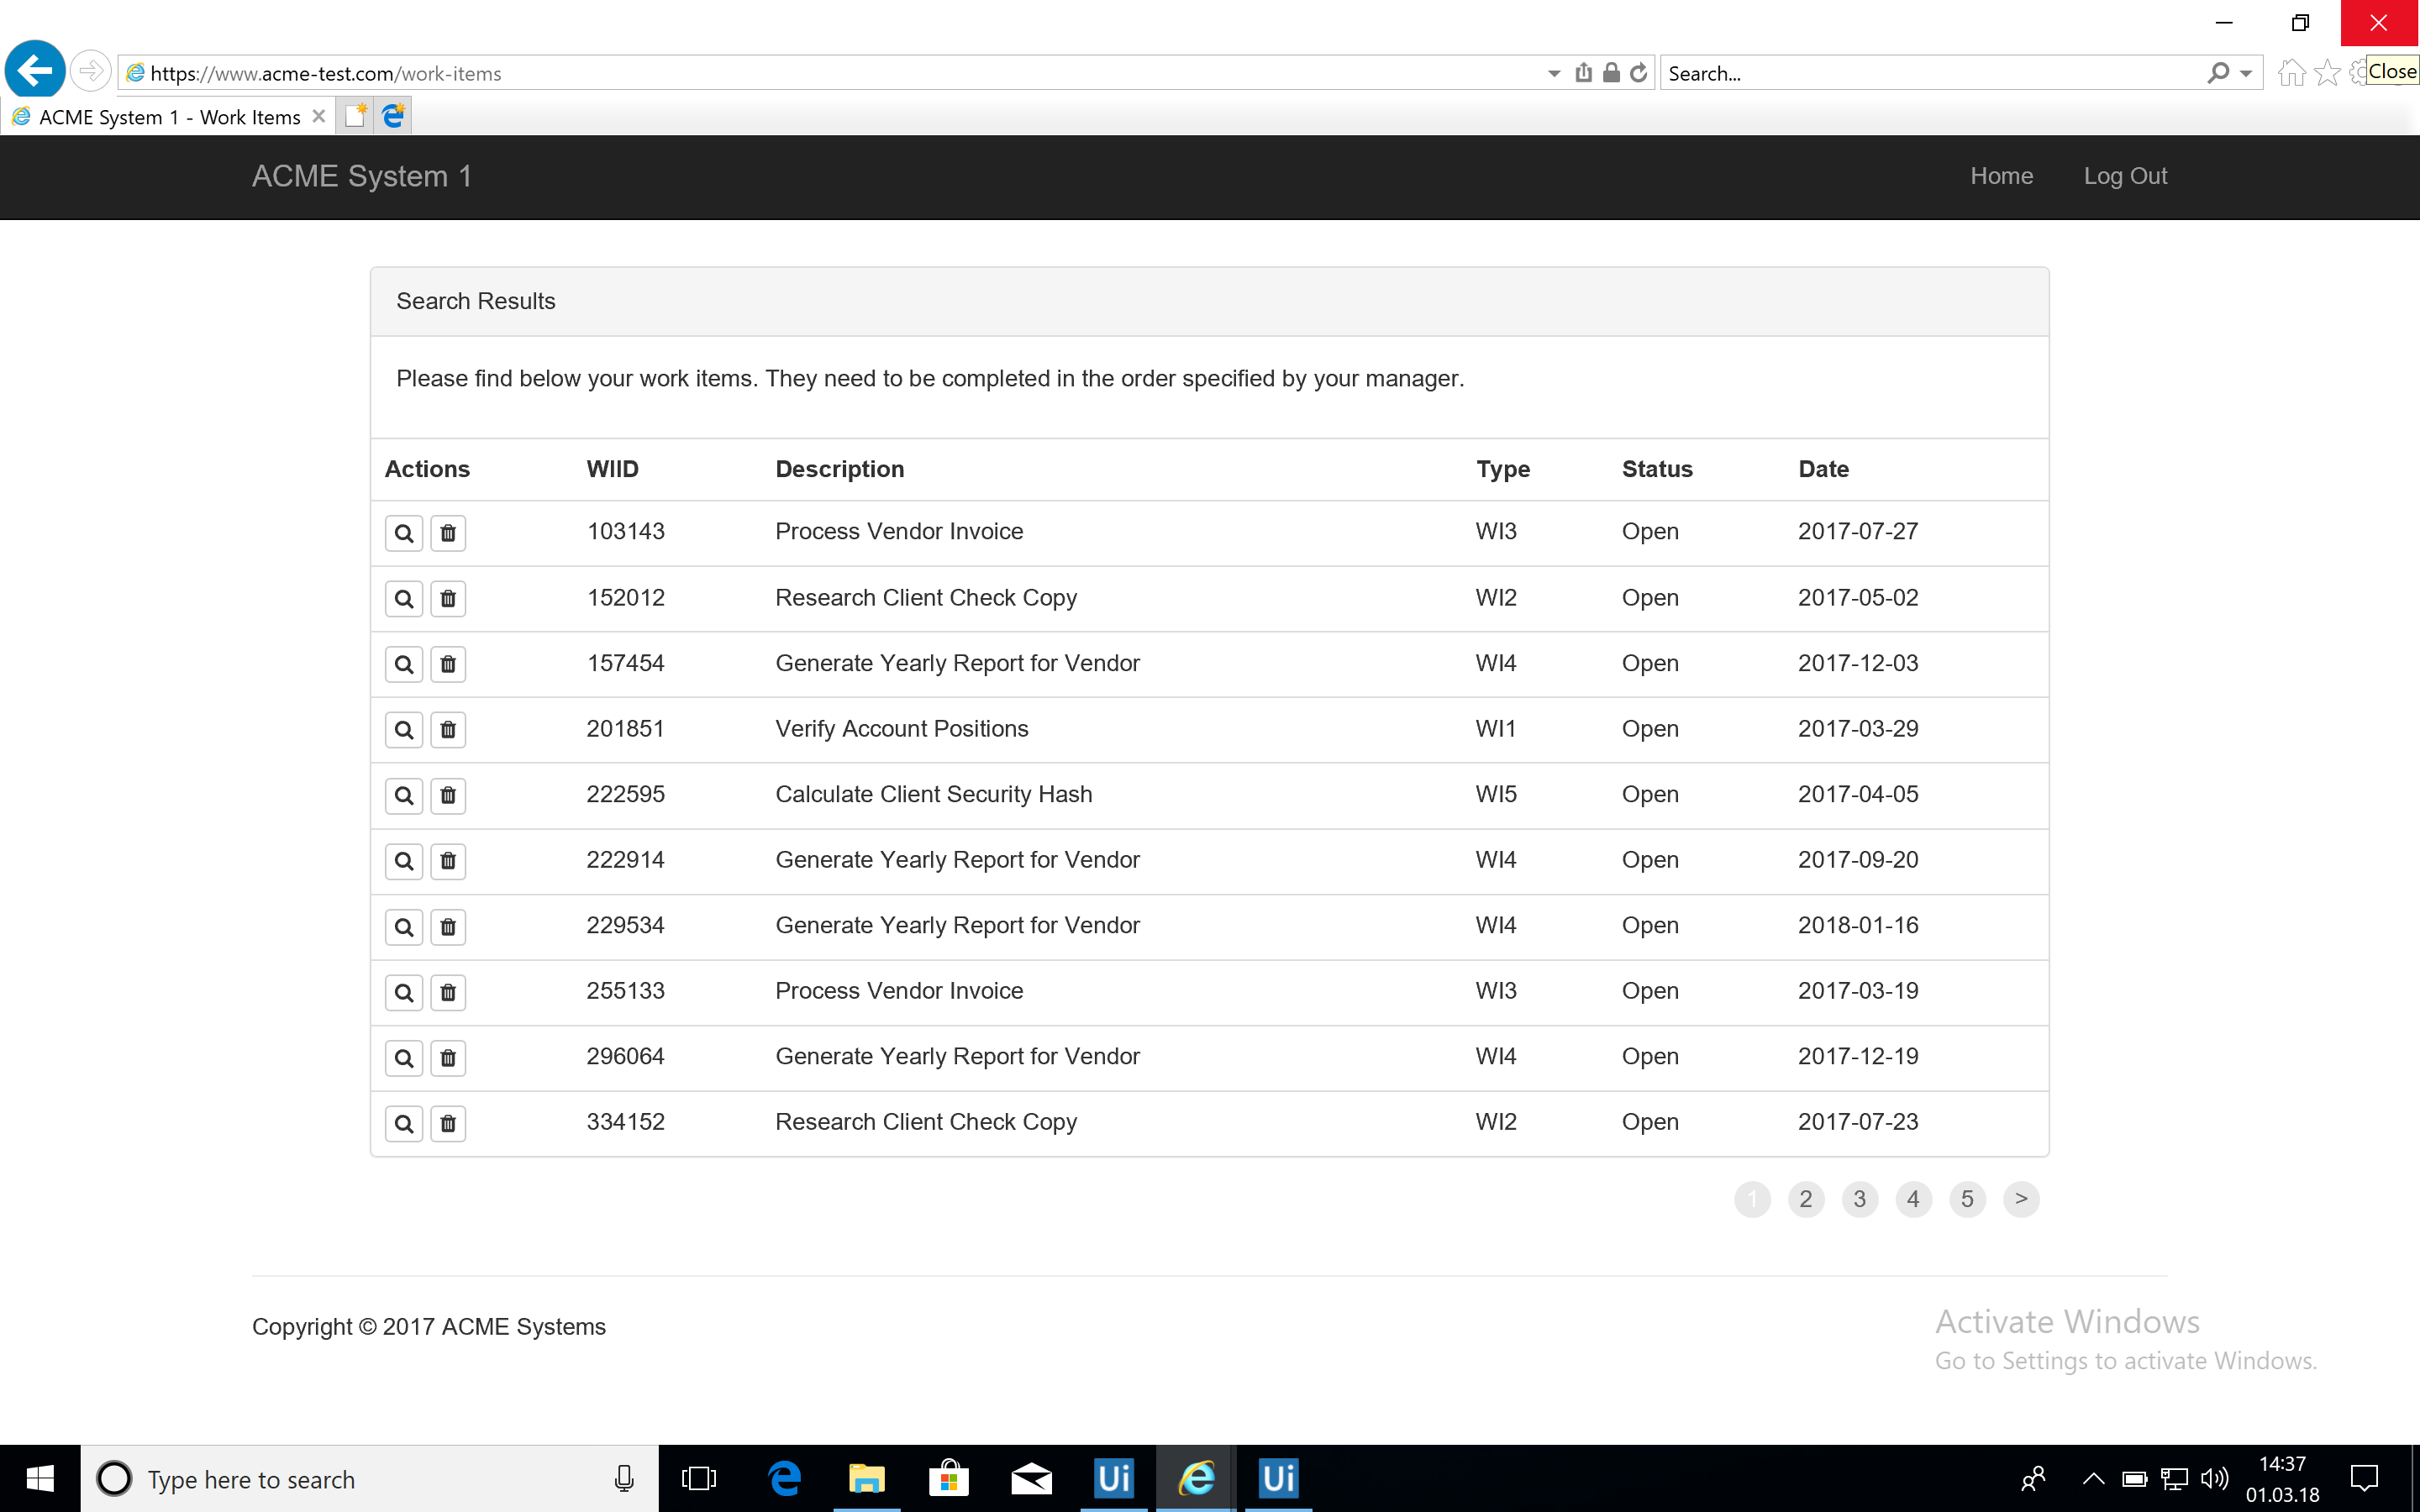 Close
https://www.acme-test.com/work-items
Search...
ACME System 1 - Work Items
ACME System 1
Home
Log Out
Search Results
Please find below your work items. They need to be completed in the order specified by your manager.
Actions WIID Description Type Status Date
103143 Process Vendor Invoice WI3 Open 2017-07-27
152012 Research Client Check Copy WI2 Open 2017-05-02
157454 Generate Yearly Report for Vendor WI4 Open 2017-12-03
201851 Verify Account Positions WI1 Open 2017-03-29
222595 Calculate Client Security Hash WI5 Open 2017-04-05
222914 Generate Yearly Report for Vendor WI4 Open 2017-09-20
229534 Generate Yearly Report for Vendor WI4 Open 2018-01-16
255133 Process Vendor Invoice WI3 Open 2017-03-19
296064 Generate Yearly Report for Vendor WI4 Open 2017-12-19
334152 Research Client Check Copy WI2 Open 2017-07-23
1 2 3 4 5 >
Copyright © 2017 ACME Systems
Activate Windows
Go to Settings to activate Windows.
Type here to search
Ui
Ui
14:37
01.03.18